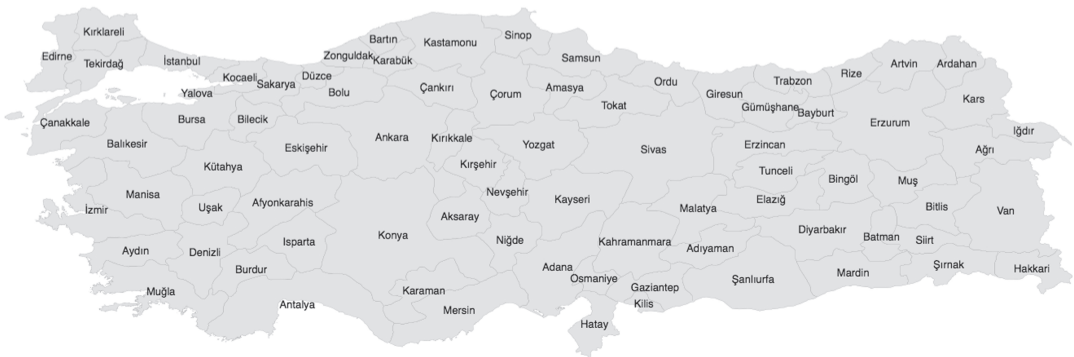 Kırklareli
Edirne
Tekirdağ
İstanbul
Kocaeli
Sakarya
Düzce
Zonguldak
Bartın
Karabük
Kastamonu
Sinop
Samsun
Ordu
Giresun
Trabzon
Rize
Artvin
Ardahan
Yalova
Bolu
Çankırı
Çorum
Amasya
Tokat
Gümüşhane
Bayburt
Kars
Çanakkale
Bursa
Bilecik
Balıkesir
Eskişehir
Ankara
Kırıkkale
Yozgat
Sivas
Erzincan
Erzurum
Iğdır
Ağrı
Kütahya
Kırşehir
Tunceli
Manisa
Uşak
Afyonkarahis
Nevşehir
Kayseri
Malatya
Elazığ
Bingöl
Muş
Bitlis
Van
İzmir
Aksaray
Aydın
Denizli
Isparta
Konya
Niğde
Kahramanmara
Adıyaman
Diyarbakır
Batman
Siirt
Burdur
Adana
Osmaniye
Gaziantep
Şanlıurfa
Mardin
Şırnak
Hakkari
Muğla
Antalya
Karaman
Mersin
Kilis
Hatay